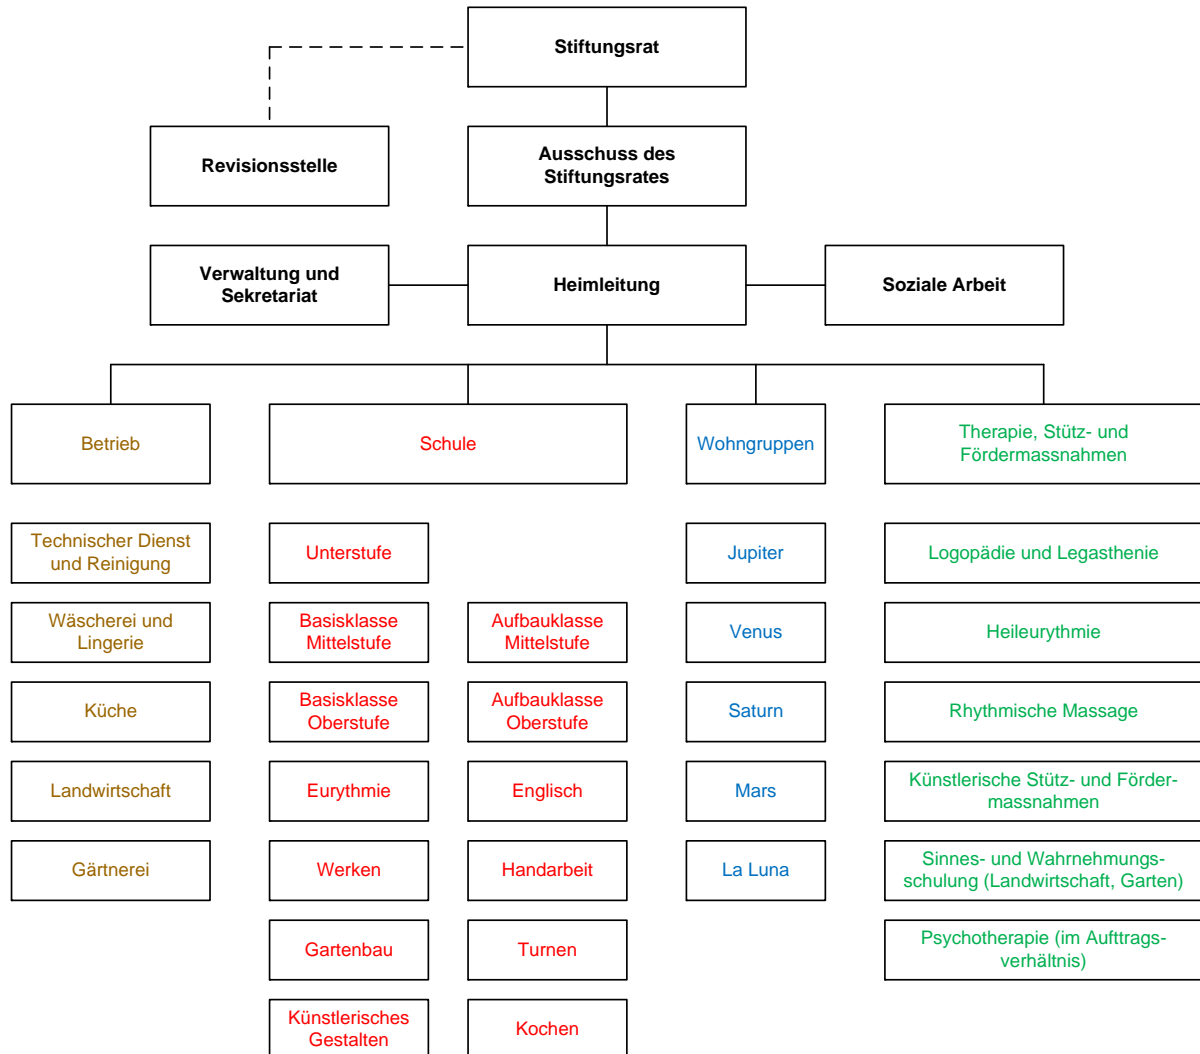 Stiftungsrat
Revisionsstelle
Ausschuss des
Stiftungsrates
Verwaltung und
Sekretariat
Heimleitung
Soziale Arbeit
Betrieb
Schule
Wohngruppen
Therapie, Stütz- und
Fördermassnahmen
Technischer Dienst
und Reinigung
Unterstufe
Jupiter
Logopädie und Legasthenie
Wäscherei und
Lingerie
Basisklasse
Mittelstufe
Aufbauklasse
Mittelstufe
Venus
Heileurythmie
Küche
Basisklasse
Oberstufe
Aufbauklasse
Oberstufe
Saturn
Rhythmische Massage
Landwirtschaft
Eurythmie
Englisch
Mars
Künstlerische Stütz- und Förder-
massnahmen
Gärtnerei
Werken
Handarbeit
La Luna
Sinnes- und Wahrnehmungs-
schulung (Landwirtschaft, Garten)
Gartenbau
Turnen
Psychotherapie (im Aufttrags-
verhältnis)
Künstlerisches
Gestalten
Kochen